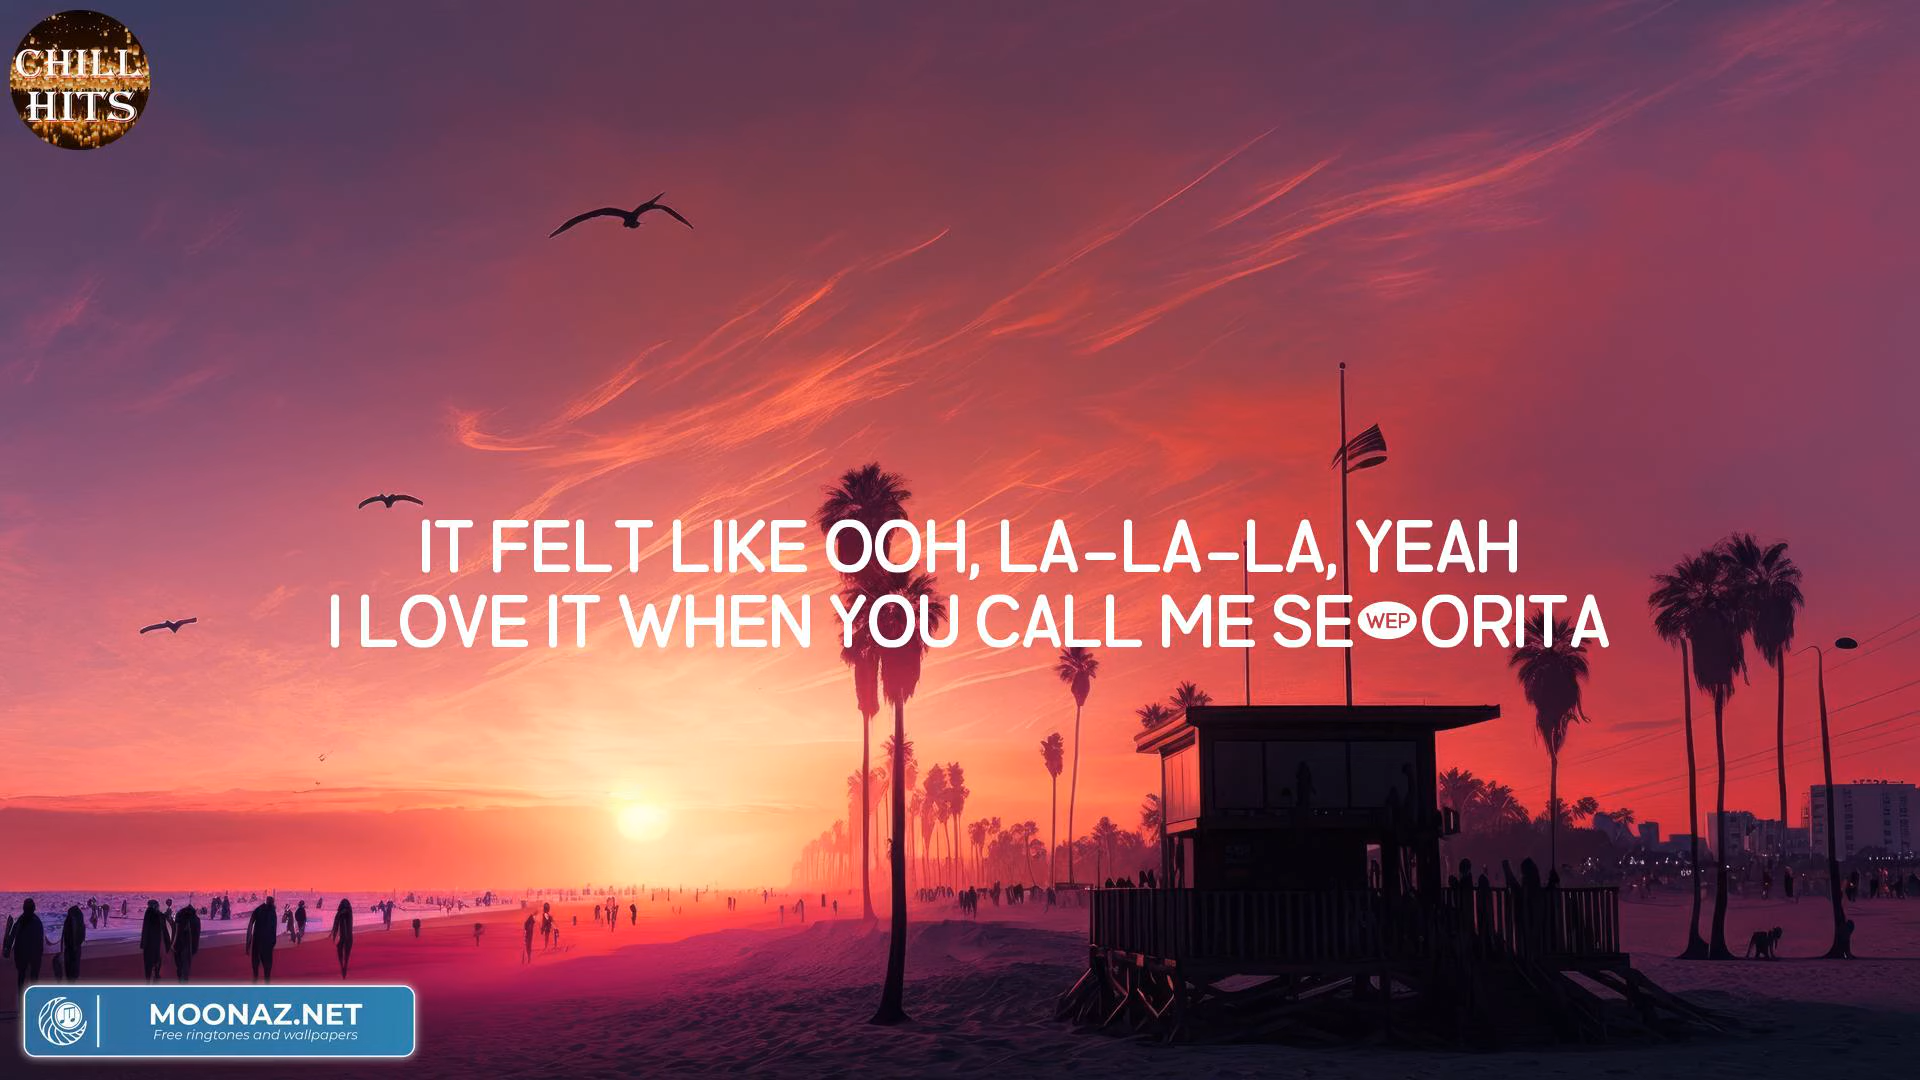 CHILL
HITS
IT FELT LIKE OOH, LA-LA-LA, YEAH
I LOVE IT WHEN YOU CALL ME SE WEP ORITA
MOONAZ.NET
Free ringtones and wallpapers